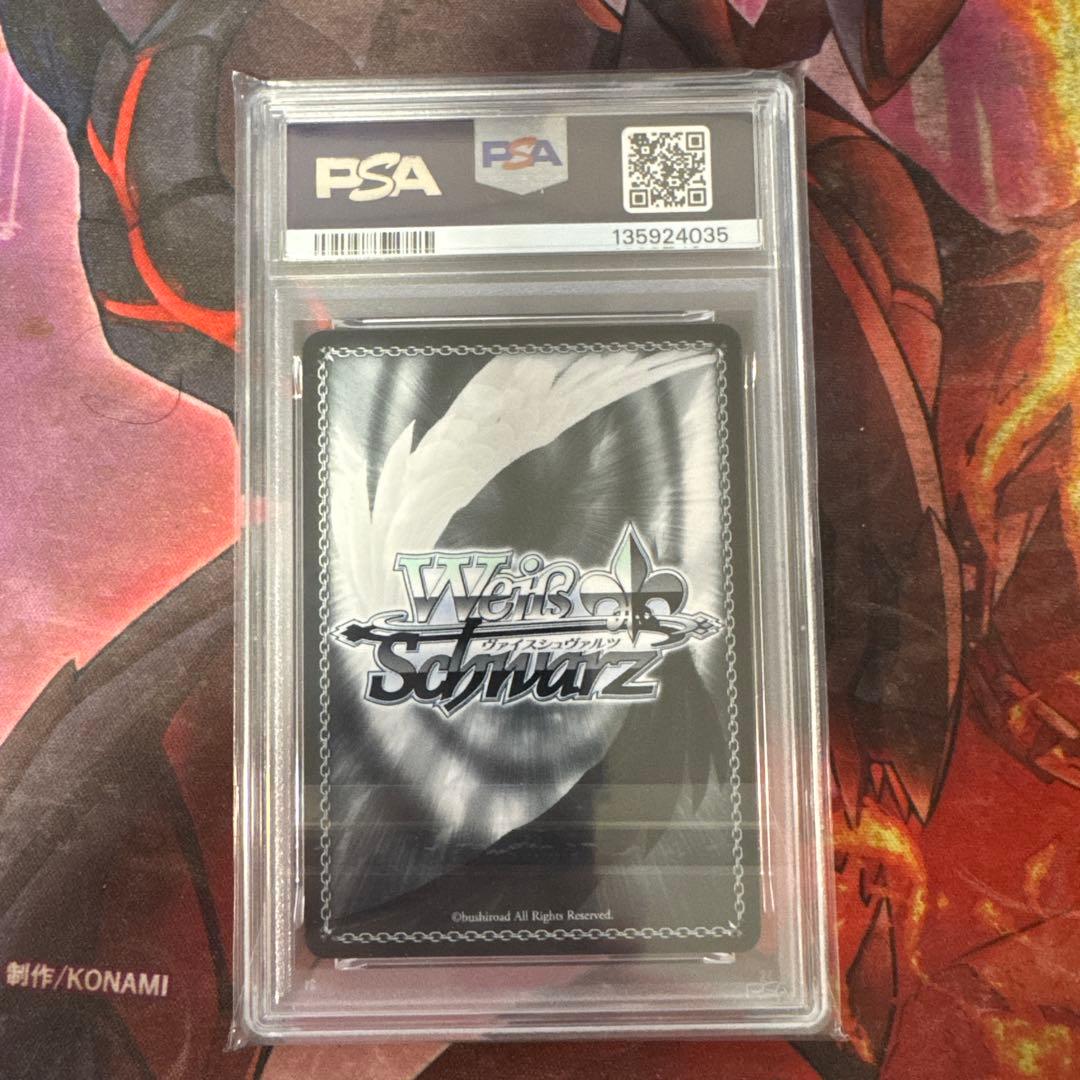 PSA
PSA
135924035
Weiß
ヴァイスシュヴァルツ
Schwarz
©bushiroad All Rights Reserved.
制作/KONAMI
PSA